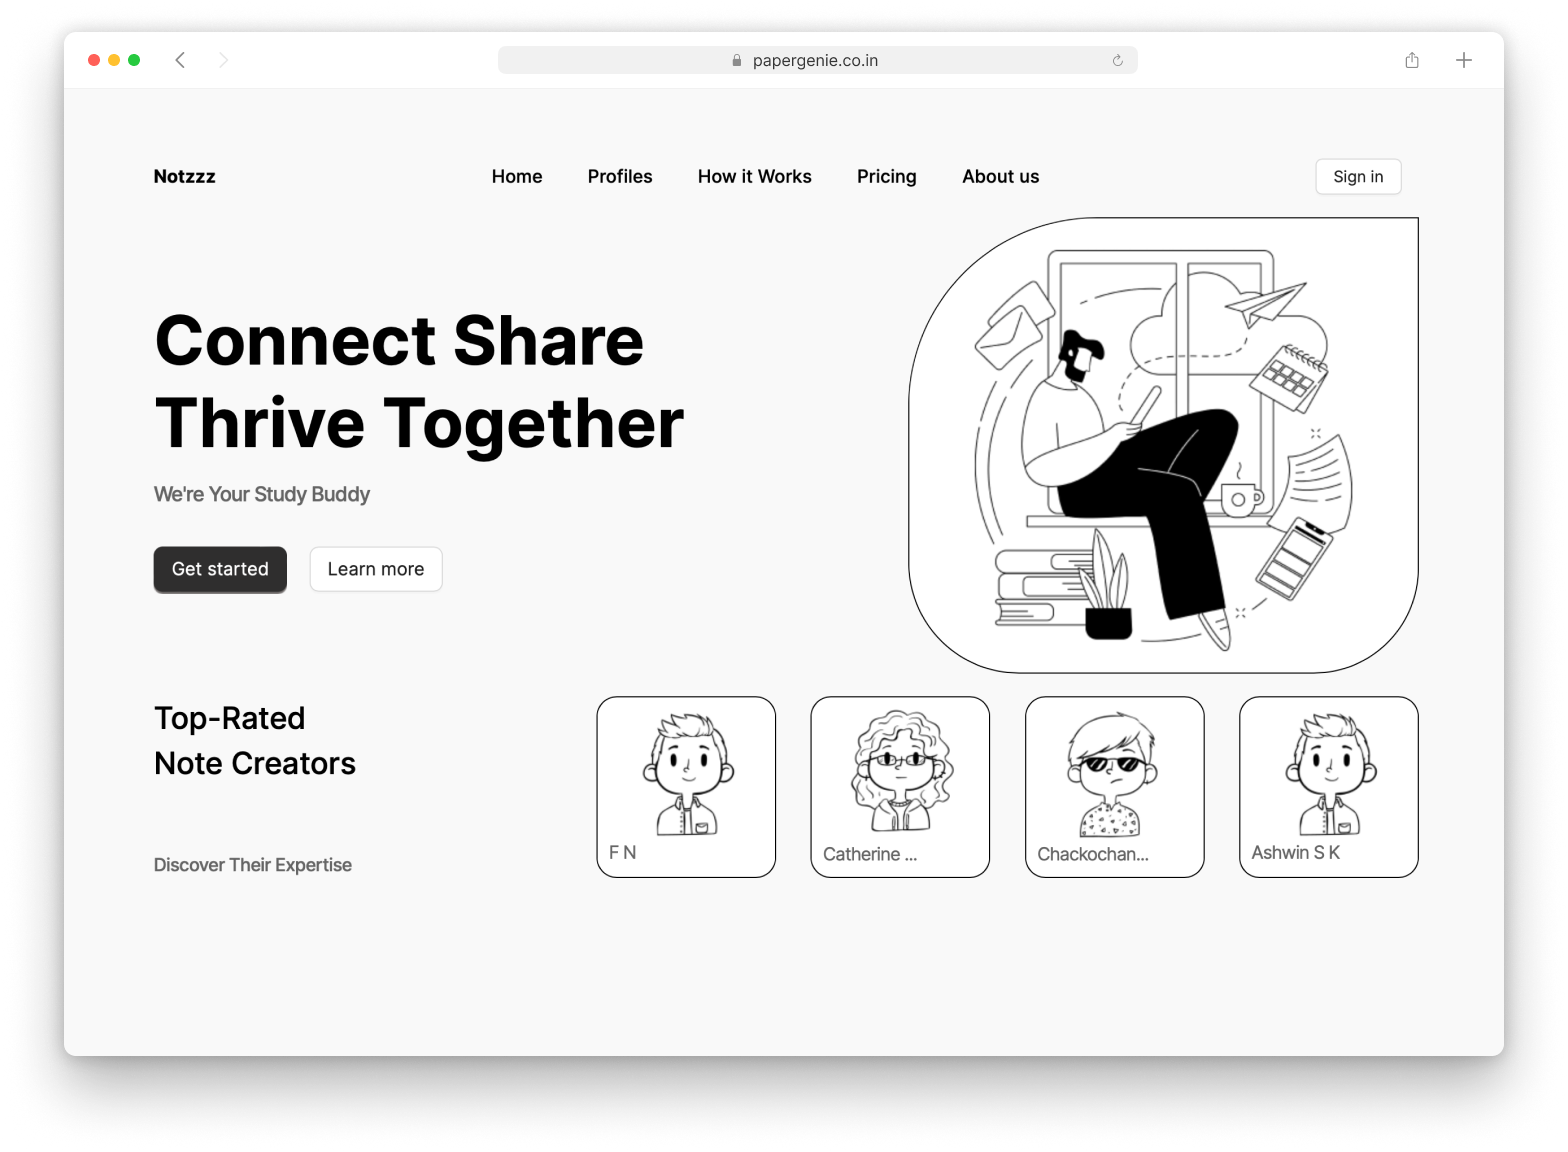 papergenie.co.in
Notzzz
Home
Profiles
How it Works
Pricing
About us
Sign in
Connect Share
Thrive Together
We're Your Study Buddy
Get started
Learn more
Top-Rated
Note Creators
Discover Their Expertise
F N
Catherine ...
Chackochan...
Ashwin S K